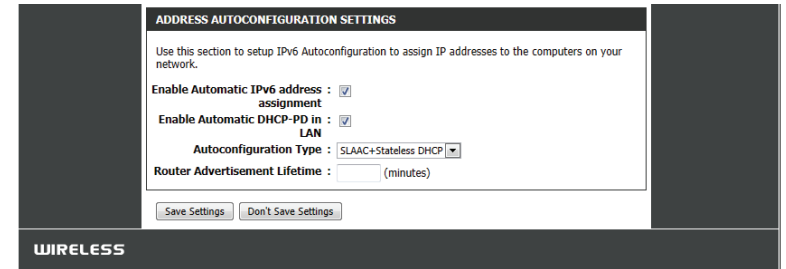 ADDRESS AUTOCONFIGURATION SETTINGS
Use this section to setup IPv6 Autoconfiguration to assign IP addresses to the computers on your
network.
Enable Automatic IPv6 address :
assignment
Enable Automatic DHCP-PD in :
LAN
Autoconfiguration Type : SLAAC+Stateless DHCP
Router Advertisement Lifetime : (minutes)
Save Settings Don't Save Settings
WIRELESS